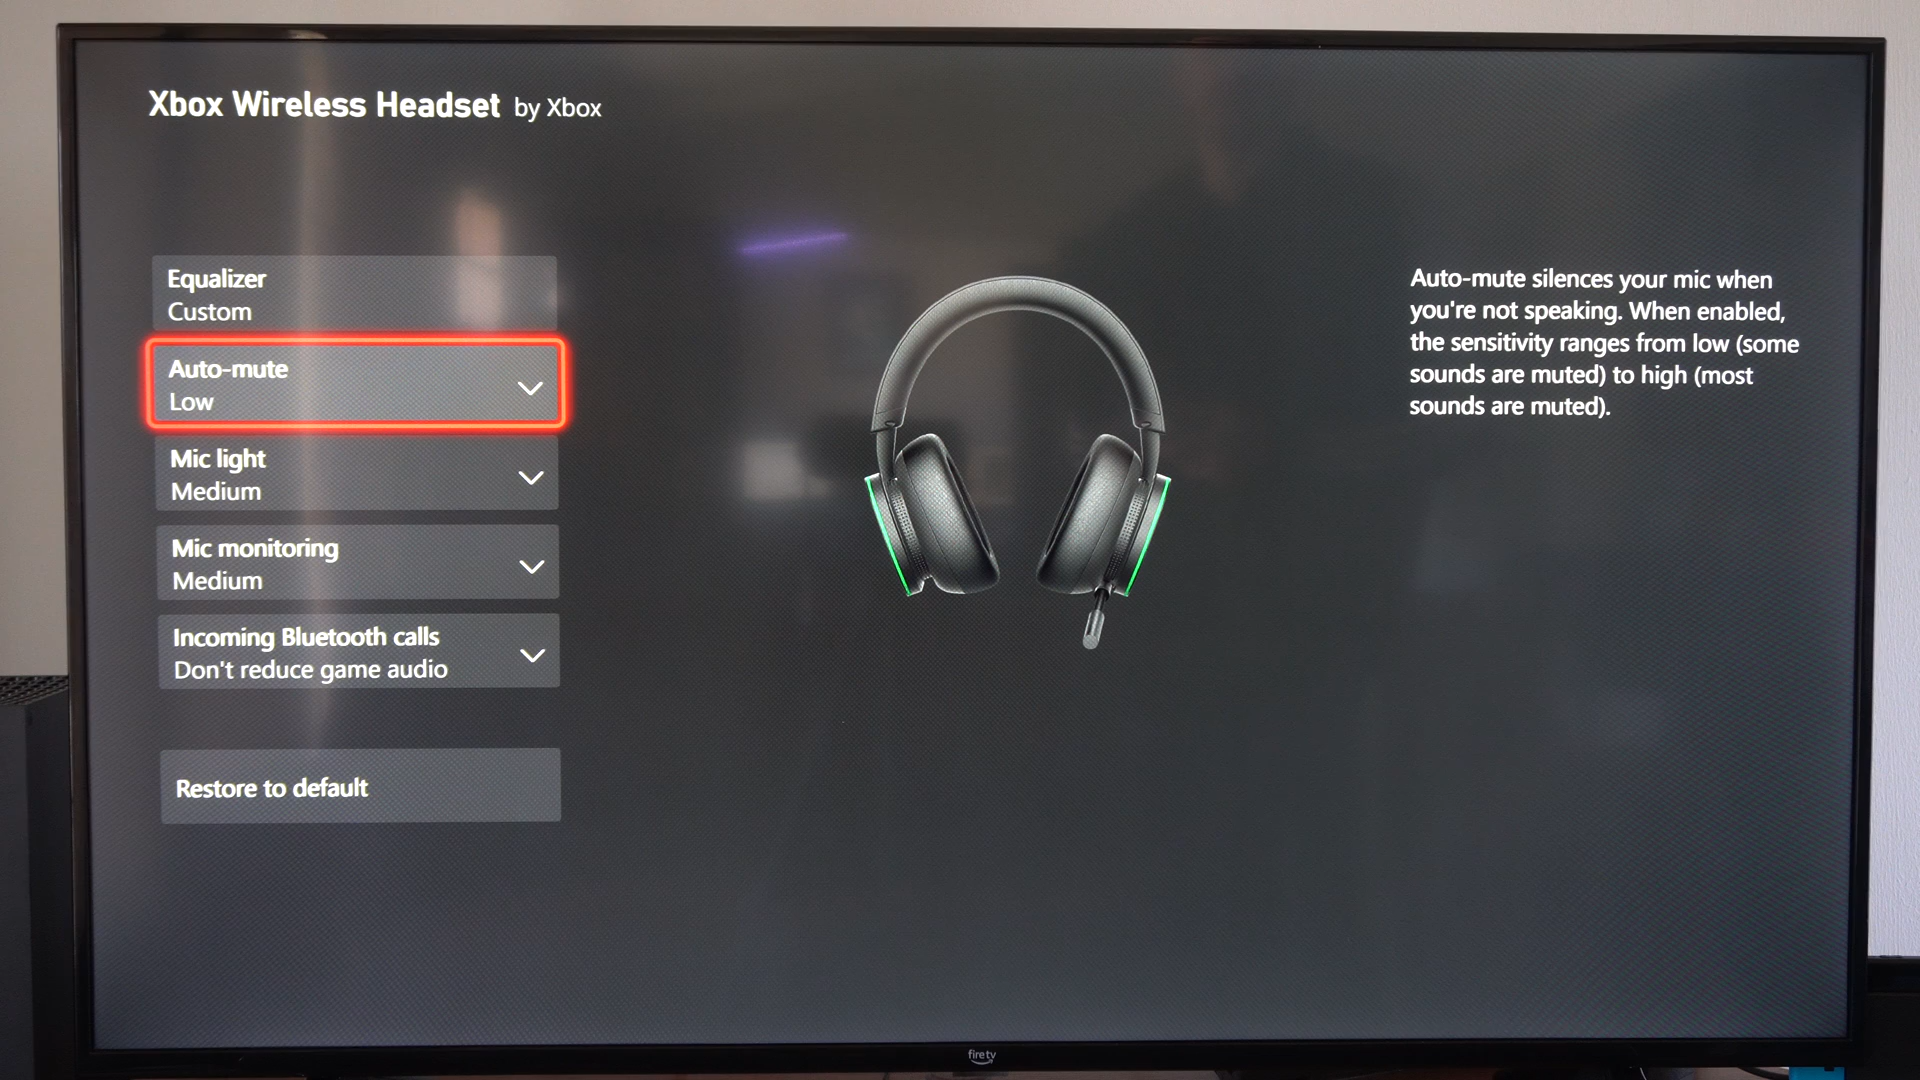 Xbox Wireless Headset by Xbox
Equalizer
Custom
Auto-mute
Low
Mic light
Medium
Mic monitoring
Medium
Incoming Bluetooth calls
Don't reduce game audio
Restore to default
Auto-mute silences your mic when
you're not speaking. When enabled,
the sensitivity ranges from low (some
sounds are muted) to high (most
sounds are muted).
fire tv